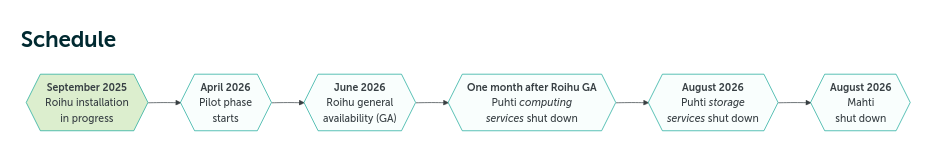 Schedule
September 2025
Roihu installation
in progress
April 2026
Pilot phase
starts
June 2026
Roihu general
availability (GA)
One month after Roihu GA
Puhti computing
services shut down
August 2026
Puhti storage
services shut down
August 2026
Mahti
shut down